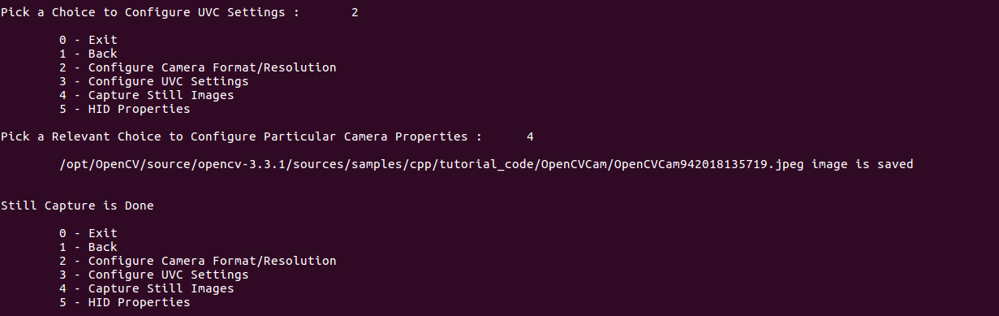 Pick a Choice to Configure UVC Settings : 2
0 - Exit
1 - Back
2 - Configure Camera Format/Resolution
3 - Configure UVC Settings
4 - Capture Still Images
5 - HID Properties
Pick a Relevant Choice to Configure Particular Camera Properties : 4
/opt/OpenCV/source/opencv-3.3.1/sources/samples/cpp/tutorial_code/OpenCVCam/OpenCVCam942018135719.jpeg image is saved
Still Capture is Done
0 - Exit
1 - Back
2 - Configure Camera Format/Resolution
3 - Configure UVC Settings
4 - Capture Still Images
5 - HID Properties